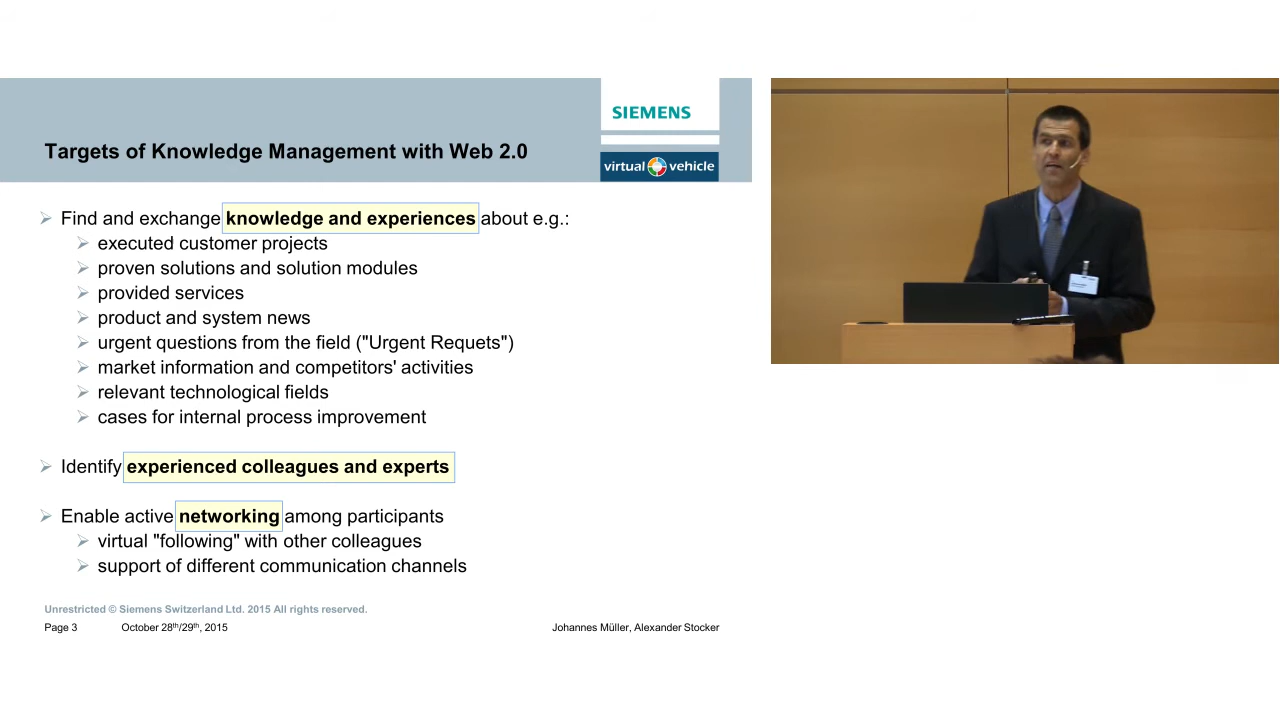 SIEMENS
Targets of Knowledge Management with Web 2.0
virtual vehicle
Find and exchange knowledge and experiences about e.g.:
executed customer projects
proven solutions and solution modules
provided services
product and system news
urgent questions from the field ("Urgent Requets")
market information and competitors' activities
relevant technological fields
cases for internal process improvement
Identify experienced colleagues and experts
Enable active networking among participants
virtual "following" with other colleagues
support of different communication channels
Unrestricted © Siemens Switzerland Ltd. 2015 All rights reserved.
Page 3 October 28th/29th, 2015 Johannes Müller, Alexander Stocker